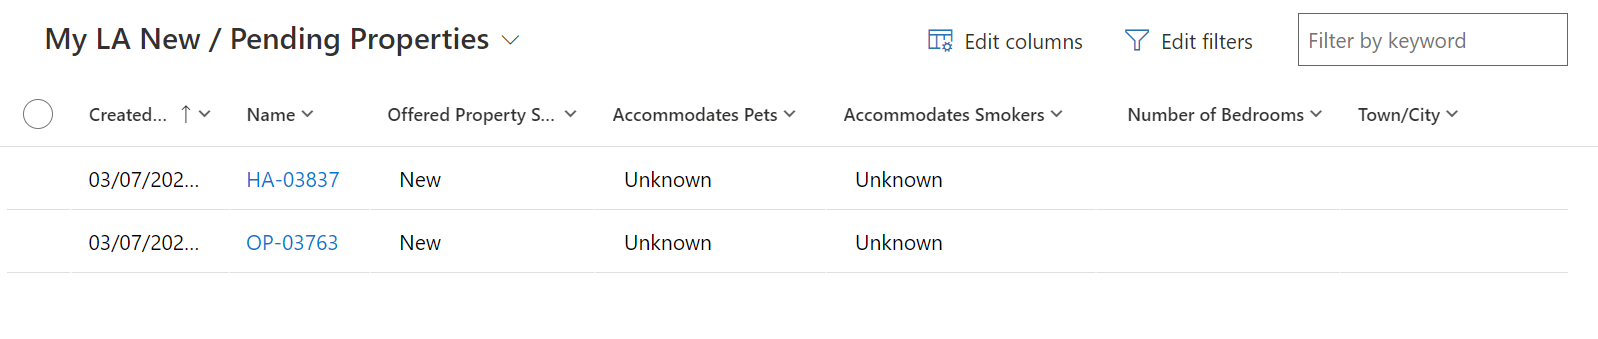 My LA New / Pending Properties
Edit columns
Edit filters
Filter by keyword
Created... Name Offered Property S... Accommodates Pets Accommodates Smokers Number of Bedrooms Town/City
03/07/202... HA-03837 New Unknown Unknown
03/07/202... OP-03763 New Unknown Unknown